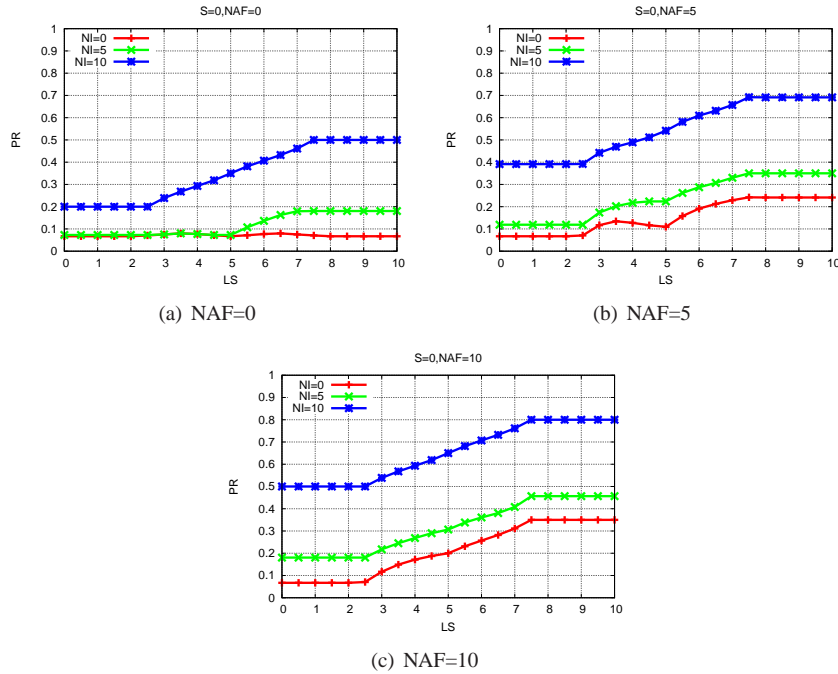 S=0,NAF=0
NI=0
NI=5
NI=10
PR
1
0.9
0.8
0.7
0.6
0.5
0.4
0.3
0.2
0.1
0
0 1 2 3 4 5 6 7 8 9 10
LS
(a) NAF=0
S=0,NAF=5
NI=0
NI=5
NI=10
PR
1
0.9
0.8
0.7
0.6
0.5
0.4
0.3
0.2
0.1
0
0 1 2 3 4 5 6 7 8 9 10
LS
(b) NAF=5
S=0,NAF=10
NI=0
NI=5
NI=10
PR
1
0.9
0.8
0.7
0.6
0.5
0.4
0.3
0.2
0.1
0
0 1 2 3 4 5 6 7 8 9 10
LS
(c) NAF=10